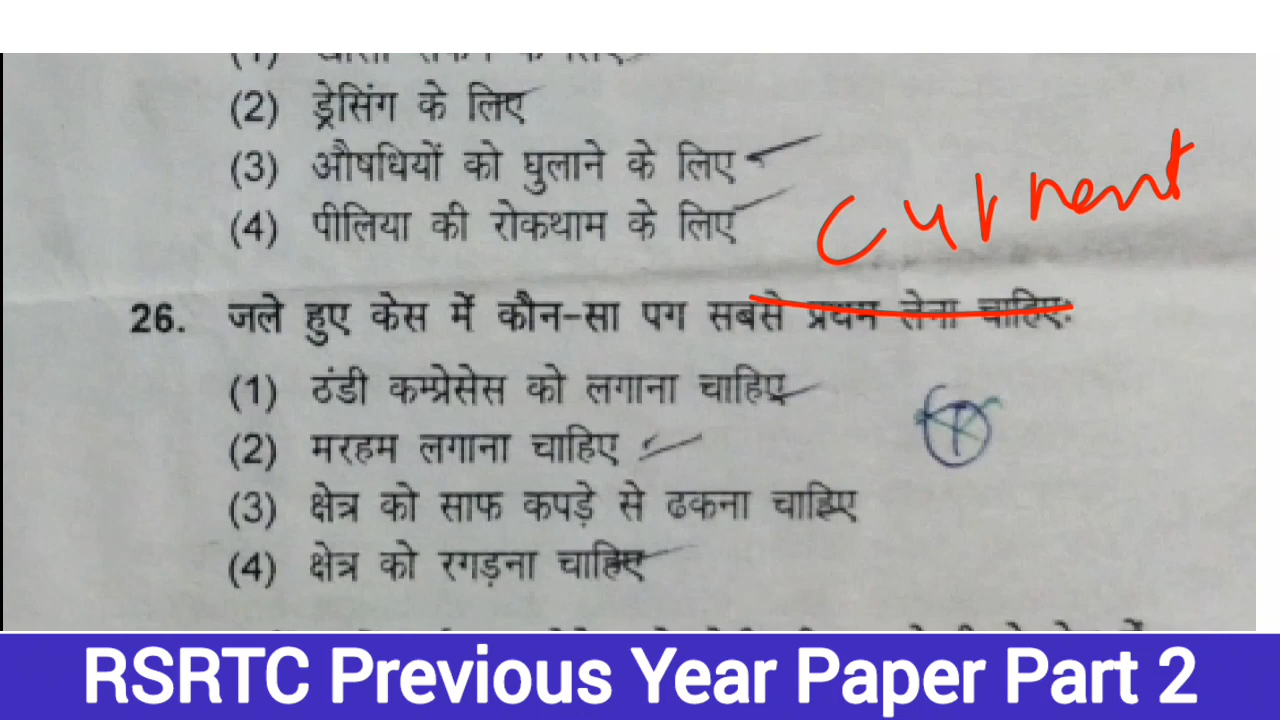 (2) ड्रेसिंग के लिए
(3) औषधियों को घुलाने के लिए
(4) पीलिया की रोकथाम के लिए
Current
26. जले हुए केस में कौन-सा पग सबसे प्रथम लेना चाहिए:
(1) ठंडी कम्प्रेसेस को लगाना चाहिए
(2) मरहम लगाना चाहिए
(3) क्षेत्र को साफ कपड़े से ढकना चाहिए
(4) क्षेत्र को रगड़ना चाहिए
RSRTC Previous Year Paper Part 2